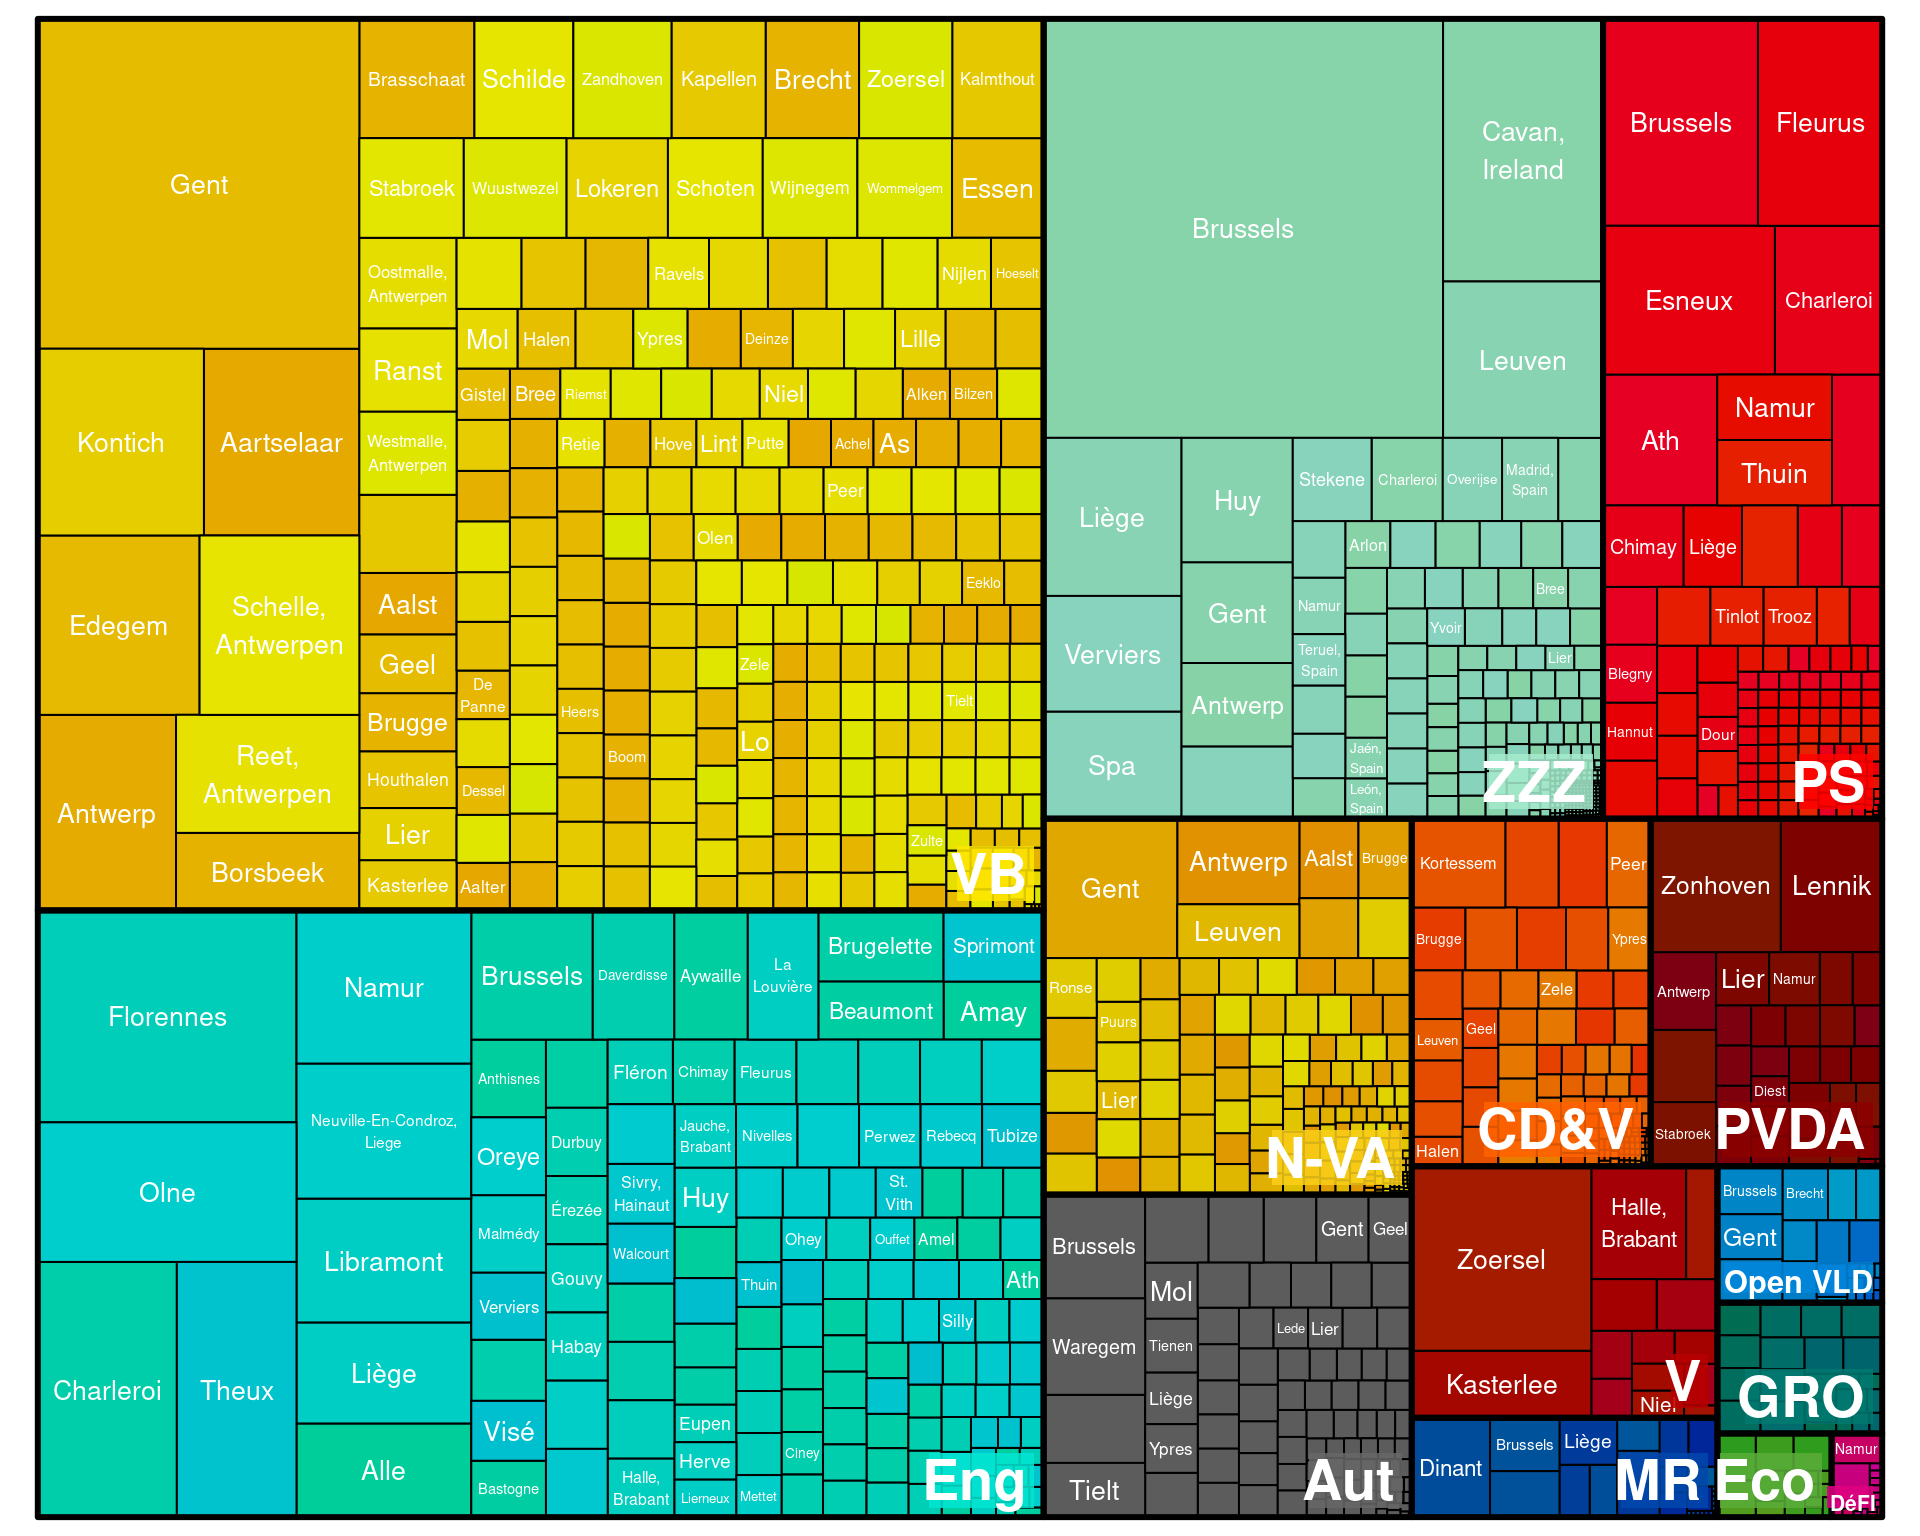 Gent
Brasschaat
Schilde
Zandhoven
Kapellen
Brecht
Zoersel
Kalmthout
Stabroek
Wuustwezel
Lokeren
Schoten
Wijnegem
Wommelgem
Essen
Oostmalle,
Antwerpen
Ravels
Nijlen
Hoeselt
Mol
Halen
Ypres
Deinze
Lille
Ranst
Gistel
Bree
Riemst
Niel
Alken
Bilzen
Kontich
Aartselaar
Westmalle,
Antwerpen
Retie
Hove
Lint
Putte
Achel
As
Peer
Olen
Eeklo
Edegem
Schelle,
Antwerpen
Aalst
Geel
Zele
De
Panne
Tielt
Heers
Brugge
Lo
Boom
Antwerp
Reet,
Antwerpen
Houthalen
Dessel
Lier
Zulte
Borsbeek
Kasterlee
Aalter
VB
Brussels
Cavan,
Ireland
Leuven
Liège
Huy
Stekene
Charleroi
Overijse
Madrid,
Spain
Arlon
Bree
Namur
Gent
Yvoir
Verviers
Teruel,
Spain
Lier
Antwerp
Spa
Jaén,
Spain
León,
Spain
ZZZ
Brussels
Fleurus
Esneux
Charleroi
Ath
Namur
Thuin
Chimay
Liège
Tinlot
Trooz
Blegny
Hannut
Dour
PS
Florennes
Namur
Brussels
Daverdisse
Aywaille
La
Louvière
Brugelette
Sprimont
Beaumont
Amay
Neuville-En-Condroz,
Liege
Anthisnes
Fléron
Chimay
Fleurus
Olne
Oreye
Durbuy
Jauche,
Brabant
Nivelles
Perwez
Rebecq
Tubize
Libramont
Malmédy
Érezée
Sivry,
Hainaut
Huy
St.
Vith
Walcourt
Ohey
Ouffet
Amel
Charleroi
Theux
Verviers
Gouvy
Thuin
Ath
Silly
Liège
Habay
Alle
Visé
Eupen
Herve
Ciney
Bastogne
Halle,
Brabant
Lierneux
Mettet
Eng
Gent
Antwerp
Aalst
Brugge
Leuven
Ronse
Puurs
Lier
N-VA
Kortessem
Peer
Brugge
Ypres
Zele
Leuven
Geel
Halen
CD&V
Zonhoven
Lennik
Antwerp
Lier
Namur
Diest
Stabroek
PVDA
Brussels
Gent
Geel
Mol
Waregem
Tienen
Lede
Lier
Liège
Ypres
Tielt
Aut
Zoersel
Halle,
Brabant
Kasterlee
V
Brussels
Brecht
Gent
Open VLD
GRO
Dinant
Brussels
Liège
MR
Eco
Namur
DéFI